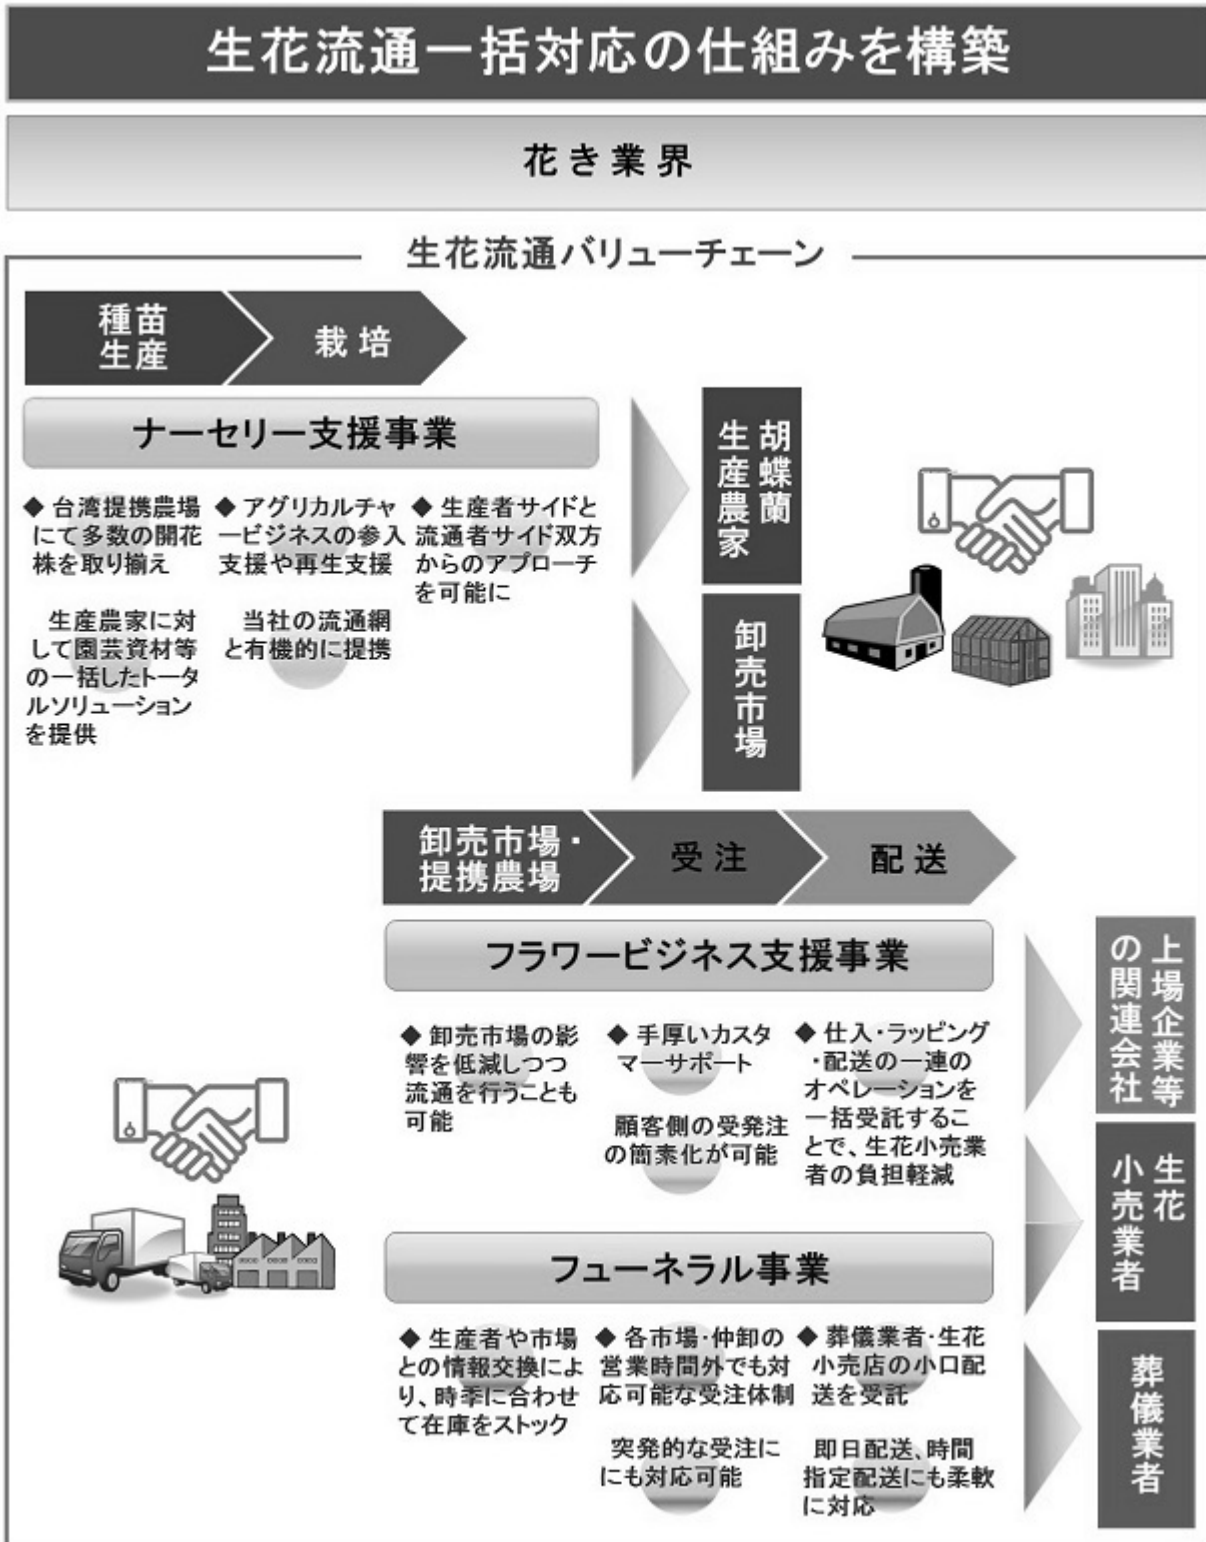 生花流通一括対応の仕組みを構築
花き業界
生花流通バリューチェーン
種苗
生産
栽培
ナーセリー支援事業
◆ 台湾提携農場
にて多数の開花
株を取り揃え
生産農家に対
して園芸資材等
の一括したトータ
ルソリューション
を提供
◆ アグリカルチャ
ービジネスの参入
支援や再生支援
当社の流通網
と有機的に提携
◆ 生産者サイドと
流通者サイド双方
からのアプローチ
を可能に
胡蝶蘭
生産農家
卸売市場
卸売市場・
提携農場
受注
配送
フラワービジネス支援事業
◆ 卸売市場の影
響を低減しつつ
流通を行うことも
可能
◆ 手厚いカスタ
マーサポート
顧客側の受発注
の簡素化が可能
◆ 仕入・ラッピング
・配送の一連の
オペレーションを
一括受託するこ
とで、生花小売業
者の負担軽減
上場企業等
の関連会社
生花
小売業者
フューネラル事業
◆ 生産者や市場
との情報交換によ
り、時季に合わせ
て在庫をストック
◆ 各市場・仲卸の
営業時間外でも対
応可能な受注体制
突発的な受注に
にも対応可能
◆ 葬儀業者・生花
小売店の小口配
送を受託
即日配送、時間
指定配送にも柔軟
に対応
葬儀業者